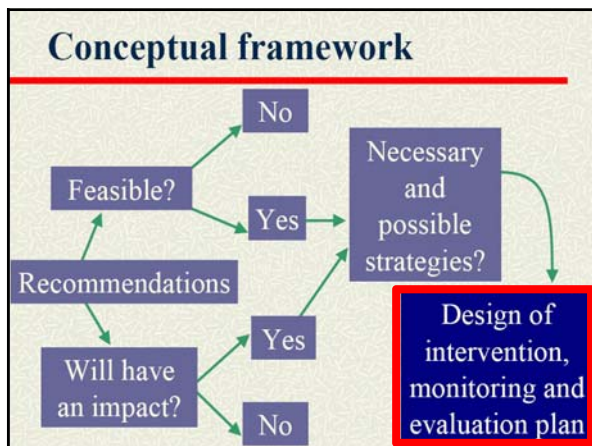 Conceptual framework
No
Feasible?
Yes
Recommendations
Will have
an impact?
Yes
No
Necessary
and
possible
strategies?
Design of
intervention,
monitoring and
evaluation plan